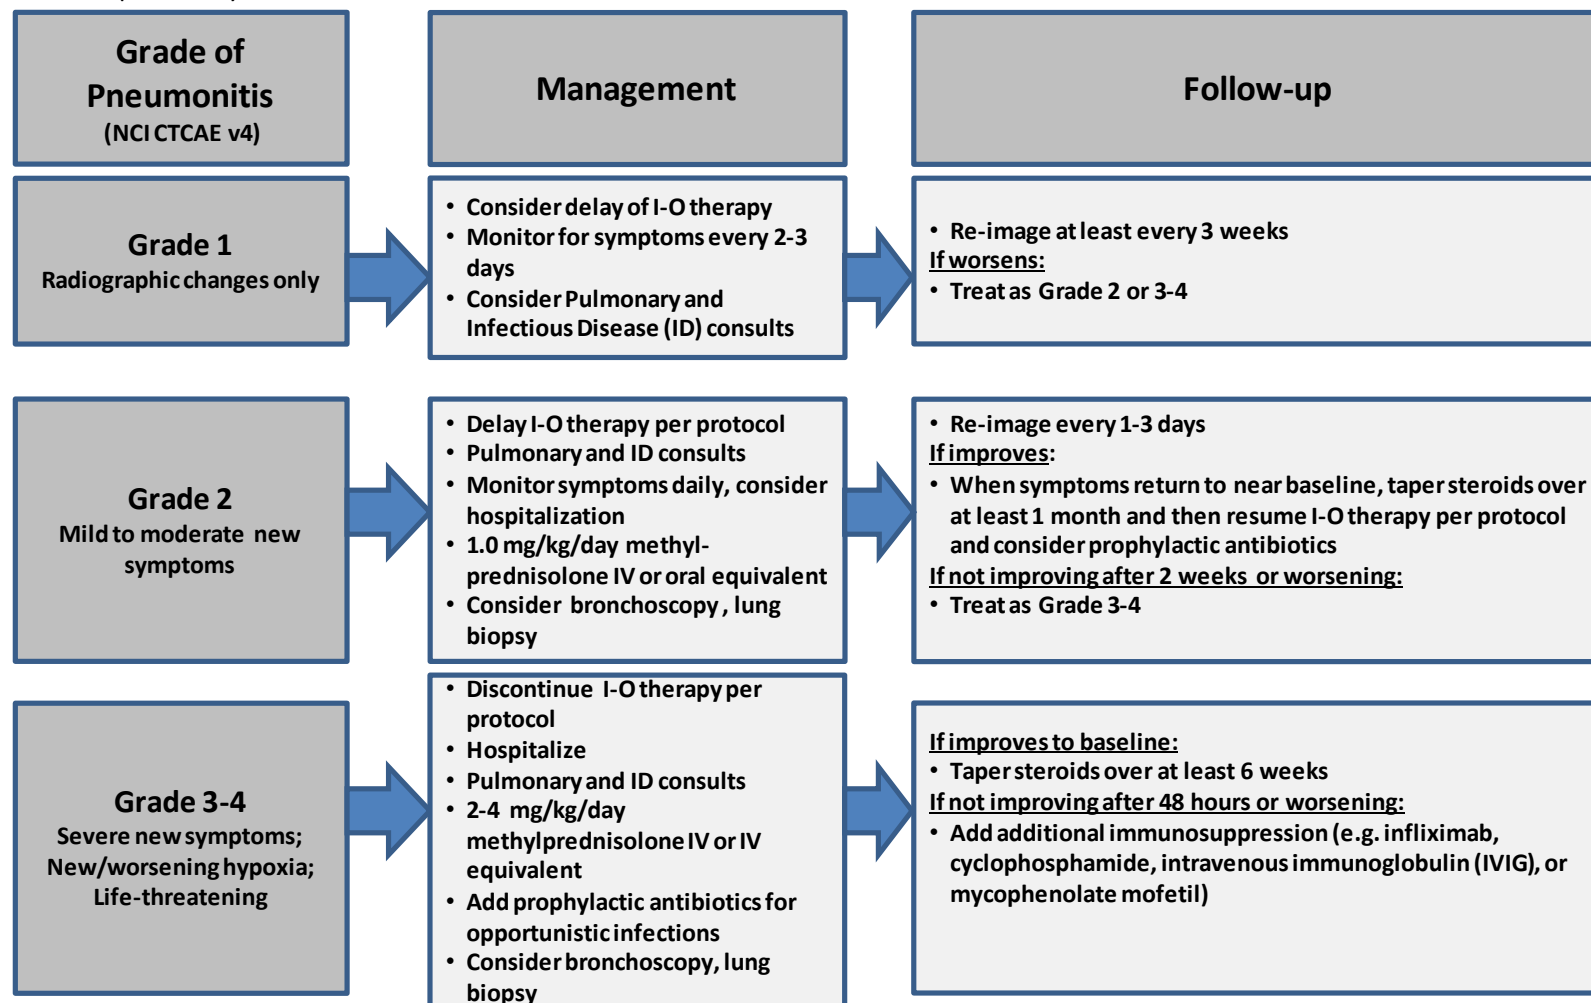 Grade of
Pneumonitis
(NCI CTCAE v4)
Management
Follow-up
Grade 1
Radiographic changes only
• Consider delay of I-O therapy
• Monitor for symptoms every 2-3
days
• Consider Pulmonary and
Infectious Disease (ID) consults
• Re-image at least every 3 weeks
If worsens:
• Treat as Grade 2 or 3-4
Grade 2
Mild to moderate new
symptoms
• Delay I-O therapy per protocol
• Pulmonary and ID consults
• Monitor symptoms daily, consider
hospitalization
• 1.0 mg/kg/day methyl-
prednisolone IV or oral equivalent
• Consider bronchoscopy, lung
biopsy
• Re-image every 1-3 days
If improves:
• When symptoms return to near baseline, taper steroids over
at least 1 month and then resume I-O therapy per protocol
and consider prophylactic antibiotics
If not improving after 2 weeks or worsening:
• Treat as Grade 3-4
Grade 3-4
Severe new symptoms;
New/worsening hypoxia;
Life-threatening
• Discontinue I-O therapy per
protocol
• Hospitalize
• Pulmonary and ID consults
• 2-4 mg/kg/day
methylprednisolone IV or IV
equivalent
• Add prophylactic antibiotics for
opportunistic infections
• Consider bronchoscopy, lung
biopsy
If improves to baseline:
• Taper steroids over at least 6 weeks
If not improving after 48 hours or worsening:
• Add additional immunosuppression (e.g. infliximab,
cyclophosphamide, intravenous immunoglobulin (IVIG), or
mycophenolate mofetil)